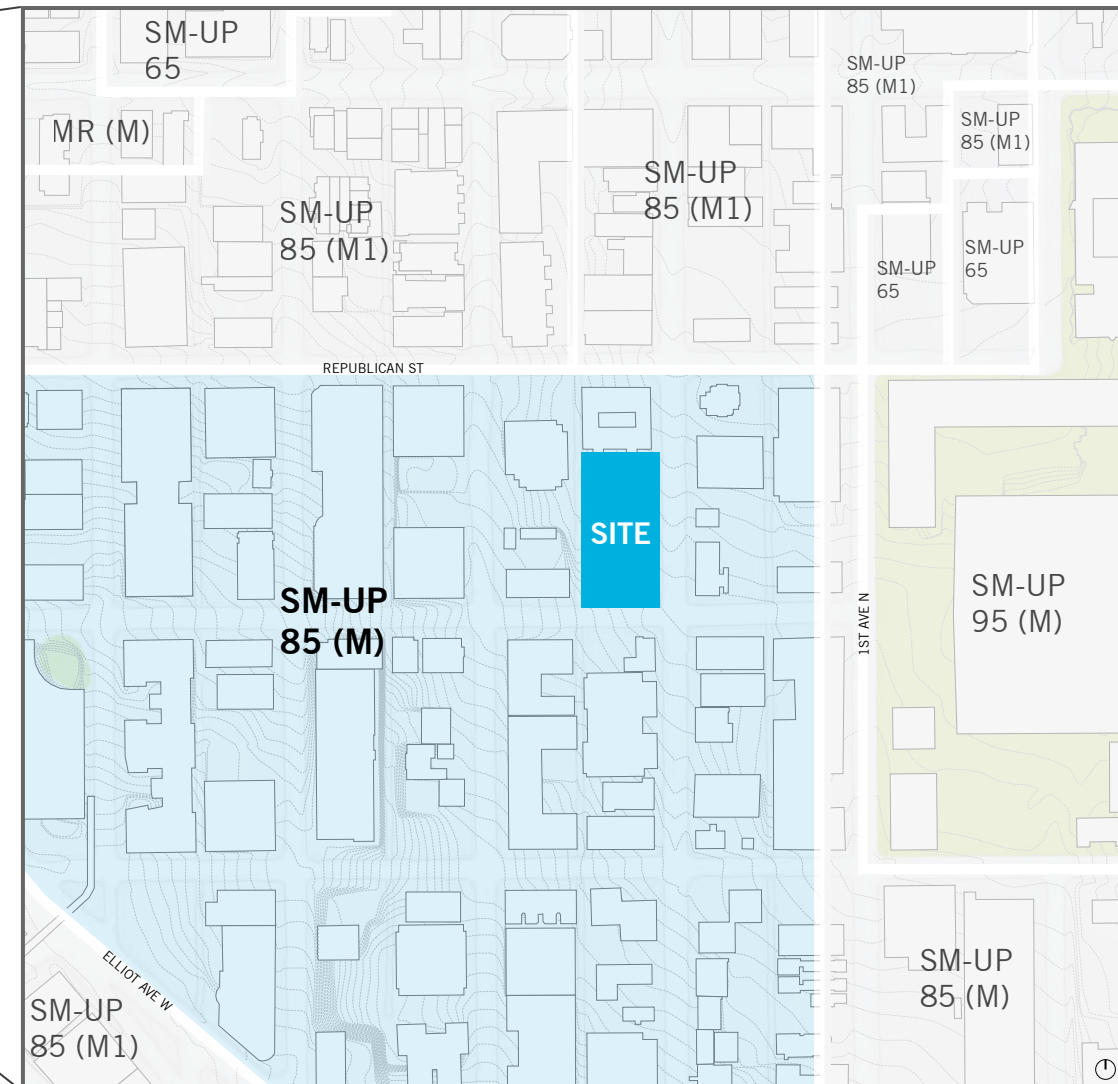 SM-UP
65
SM-UP
85 (M1)
MR (M)
SM-UP
85 (M1)
SM-UP
85 (M1)
SM-UP
85 (M1)
SM-UP
65
SM-UP
65
REPUBLICAN ST
SITE
SM-UP
85 (M)
SM-UP
95 (M)
1ST AVE N
ELLIOT AVE W
SM-UP
85 (M)
SM-UP
85 (M1)